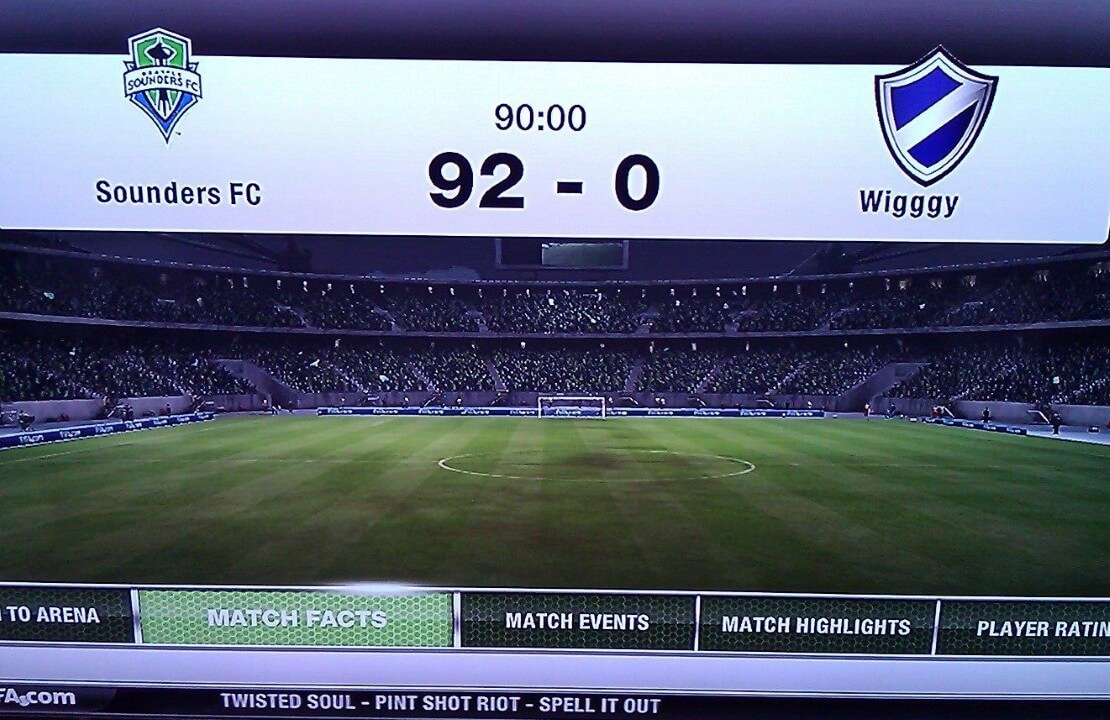 SEATTLE
SOUNDERS FC
90:00
92 - 0
Sounders FC
Wigggy
TO ARENA
MATCH FACTS
MATCH EVENTS
MATCH HIGHLIGHTS
PLAYER RATIN
FA.com
TWISTED SOUL - PINT SHOT RIOT - SPELL IT OUT